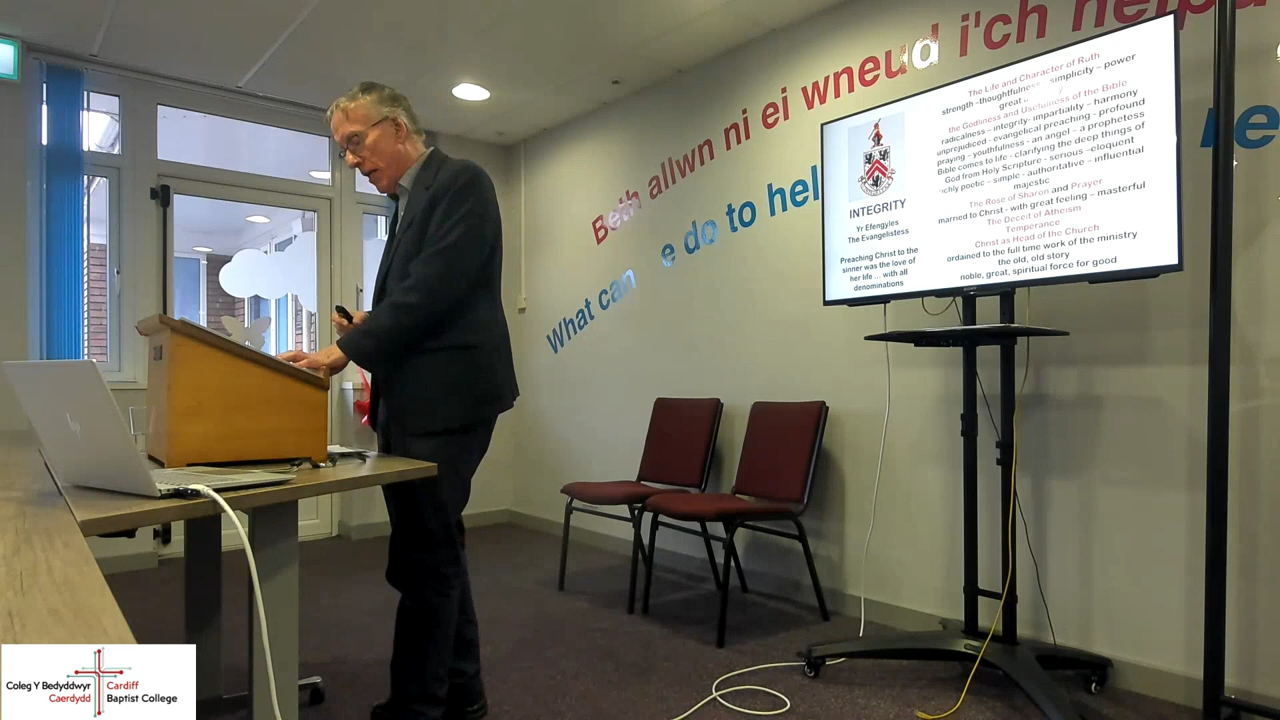 Beth allwn ni ei wneud i'ch
What can e do to hel
re
The Life and Character of Ruth
strength –thoughtfulness simplicity – power
great
the Godliness and Usefulness of the Bible
radicalness – integrity- impartiality – harmony
unprejudiced - evangelical preaching - profound
praying - youthfulness - an angel – a prophetess
Bible comes to life - clarifying the deep things of
God from Holy Scripture - serious –eloquent
richly poetic – simple - authoritative – influential
majestic
The Rose of Sharon and Prayer
married to Christ - with great feeling – masterful
The Deceit of Atheism
Temperance
Christ as Head of the Church
ordained to the full time work of the ministry
the old, old story
noble, great, spiritual force for good
INTEGRITY
Yr Efengyles
The Evangelistess
Preaching Christ to the
sinner was the love of
her life ... with all
denominations
SONY
hp
Coleg Y Bedyddwyr
Caerdydd
Cardiff
Baptist College